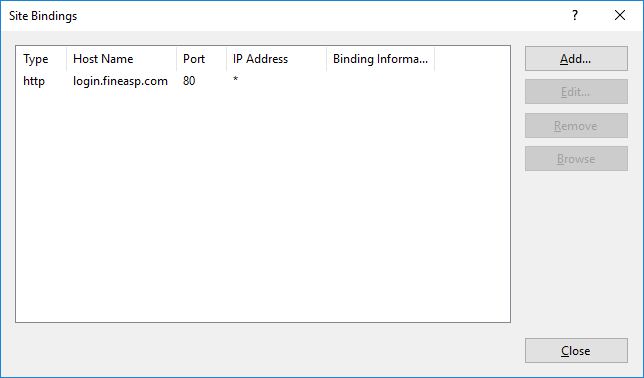 Site Bindings ?
Type Host Name Port IP Address Binding Informa... Add...
http login.fineasp.com 80 *
Edit...
Remove
Browse
Close